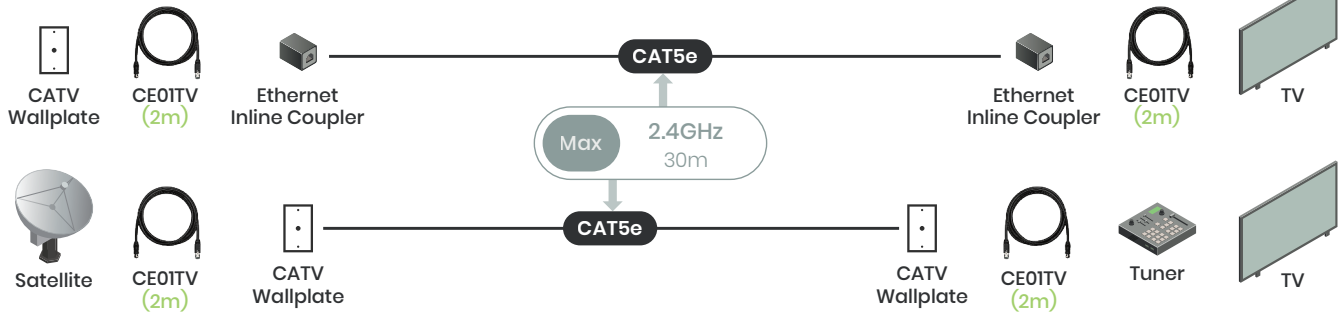 CAT5e
CATV
Wallplate
CE01TV
(2m)
Ethernet
Inline Coupler
Ethernet
Inline Coupler
CE01TV
(2m)
TV
Max
2.4GHz
30m
CAT5e
Satellite
CE01TV
(2m)
CATV
Wallplate
CATV
Wallplate
CE01TV
(2m)
Tuner
TV